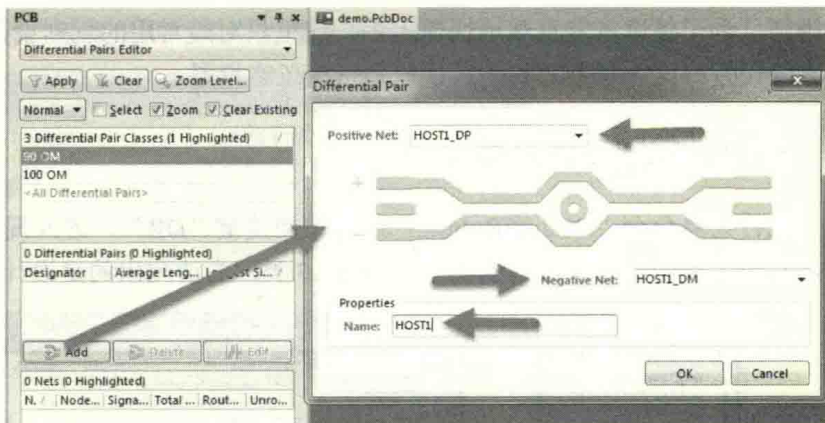 PCB
demo.PcbDoc
Differential Pairs Editor
Apply Clear Zoom Level...
Normal Select Zoom Clear Existing
3 Differential Pair Classes (1 Highlighted)
90 OM
100 OM
<All Differential Pairs>
0 Differential Pairs (0 Highlighted)
Designator Average Leng... Si...
Add Delete Edit
0 Nets (0 Highlighted)
N. Node... Signa... Total ... Rout... Unro...
Differential Pair
Positive Net: HOST1_DP
+
−
Negative Net: HOST1_DM
Properties
Name: HOST1
OK Cancel